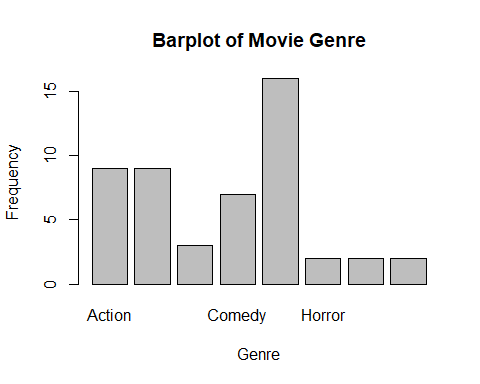 Barplot of Movie Genre
Frequency
15
10
5
0
Action Comedy Horror
Genre